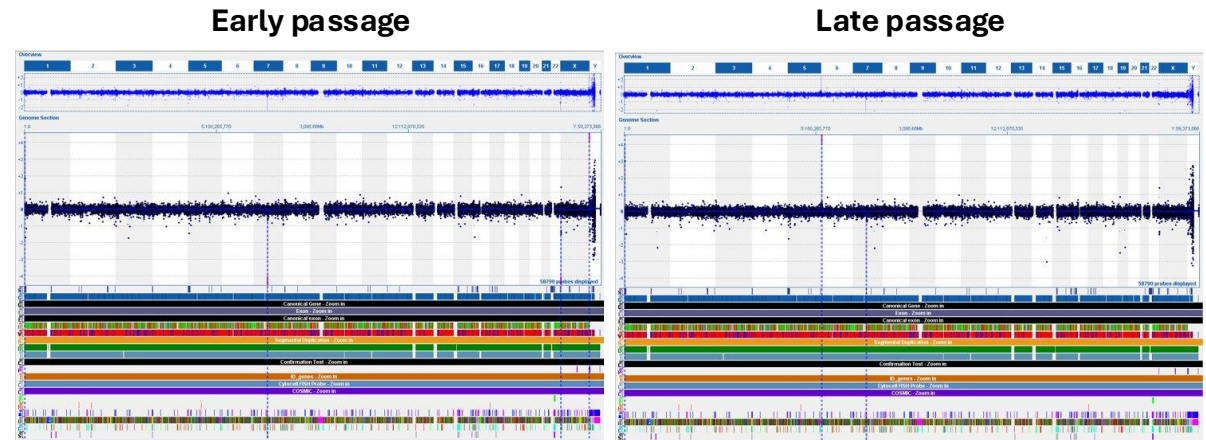 Early passage
Late passage
Overview
1 2 3 4 5 6 7 8 9 10 11 12 13 14 15 16 17 18 19 20 21 22 X Y
Genome Section
58790 probes displayed
Canonical Gene - Zoom in
Exon - Zoom in
Canonical exon - Zoom in
Segmental Duplication - Zoom in
Confirmation Test - Zoom in
ID_genes - Zoom in
Cytocell FISH Probe - Zoom in
COSMIC - Zoom in
Overview
1 2 3 4 5 6 7 8 9 10 11 12 13 14 15 16 17 18 19 20 21 22 X Y
Genome Section
58790 probes displayed
Canonical Gene - Zoom in
Exon - Zoom in
Canonical exon - Zoom in
Segmental Duplication - Zoom in
Confirmation Test - Zoom in
ID_genes - Zoom in
Cytocell FISH Probe - Zoom in
COSMIC - Zoom in